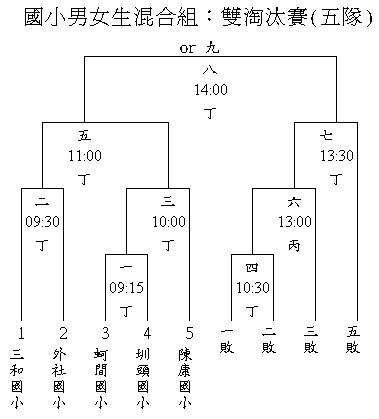 國小男女生混合組：雙淘汰賽(五隊)
or 九
八
14:00
丁
五
11:00
丁
七
13:30
丁
二
09:30
丁
三
10:00
丁
六
13:00
丙
一
09:15
丁
四
10:30
丁
1 2 3 4 5
三和國小
外社國小
蚵間國小
圳頭國小
陳康國小
一敗
二敗
三敗
五敗